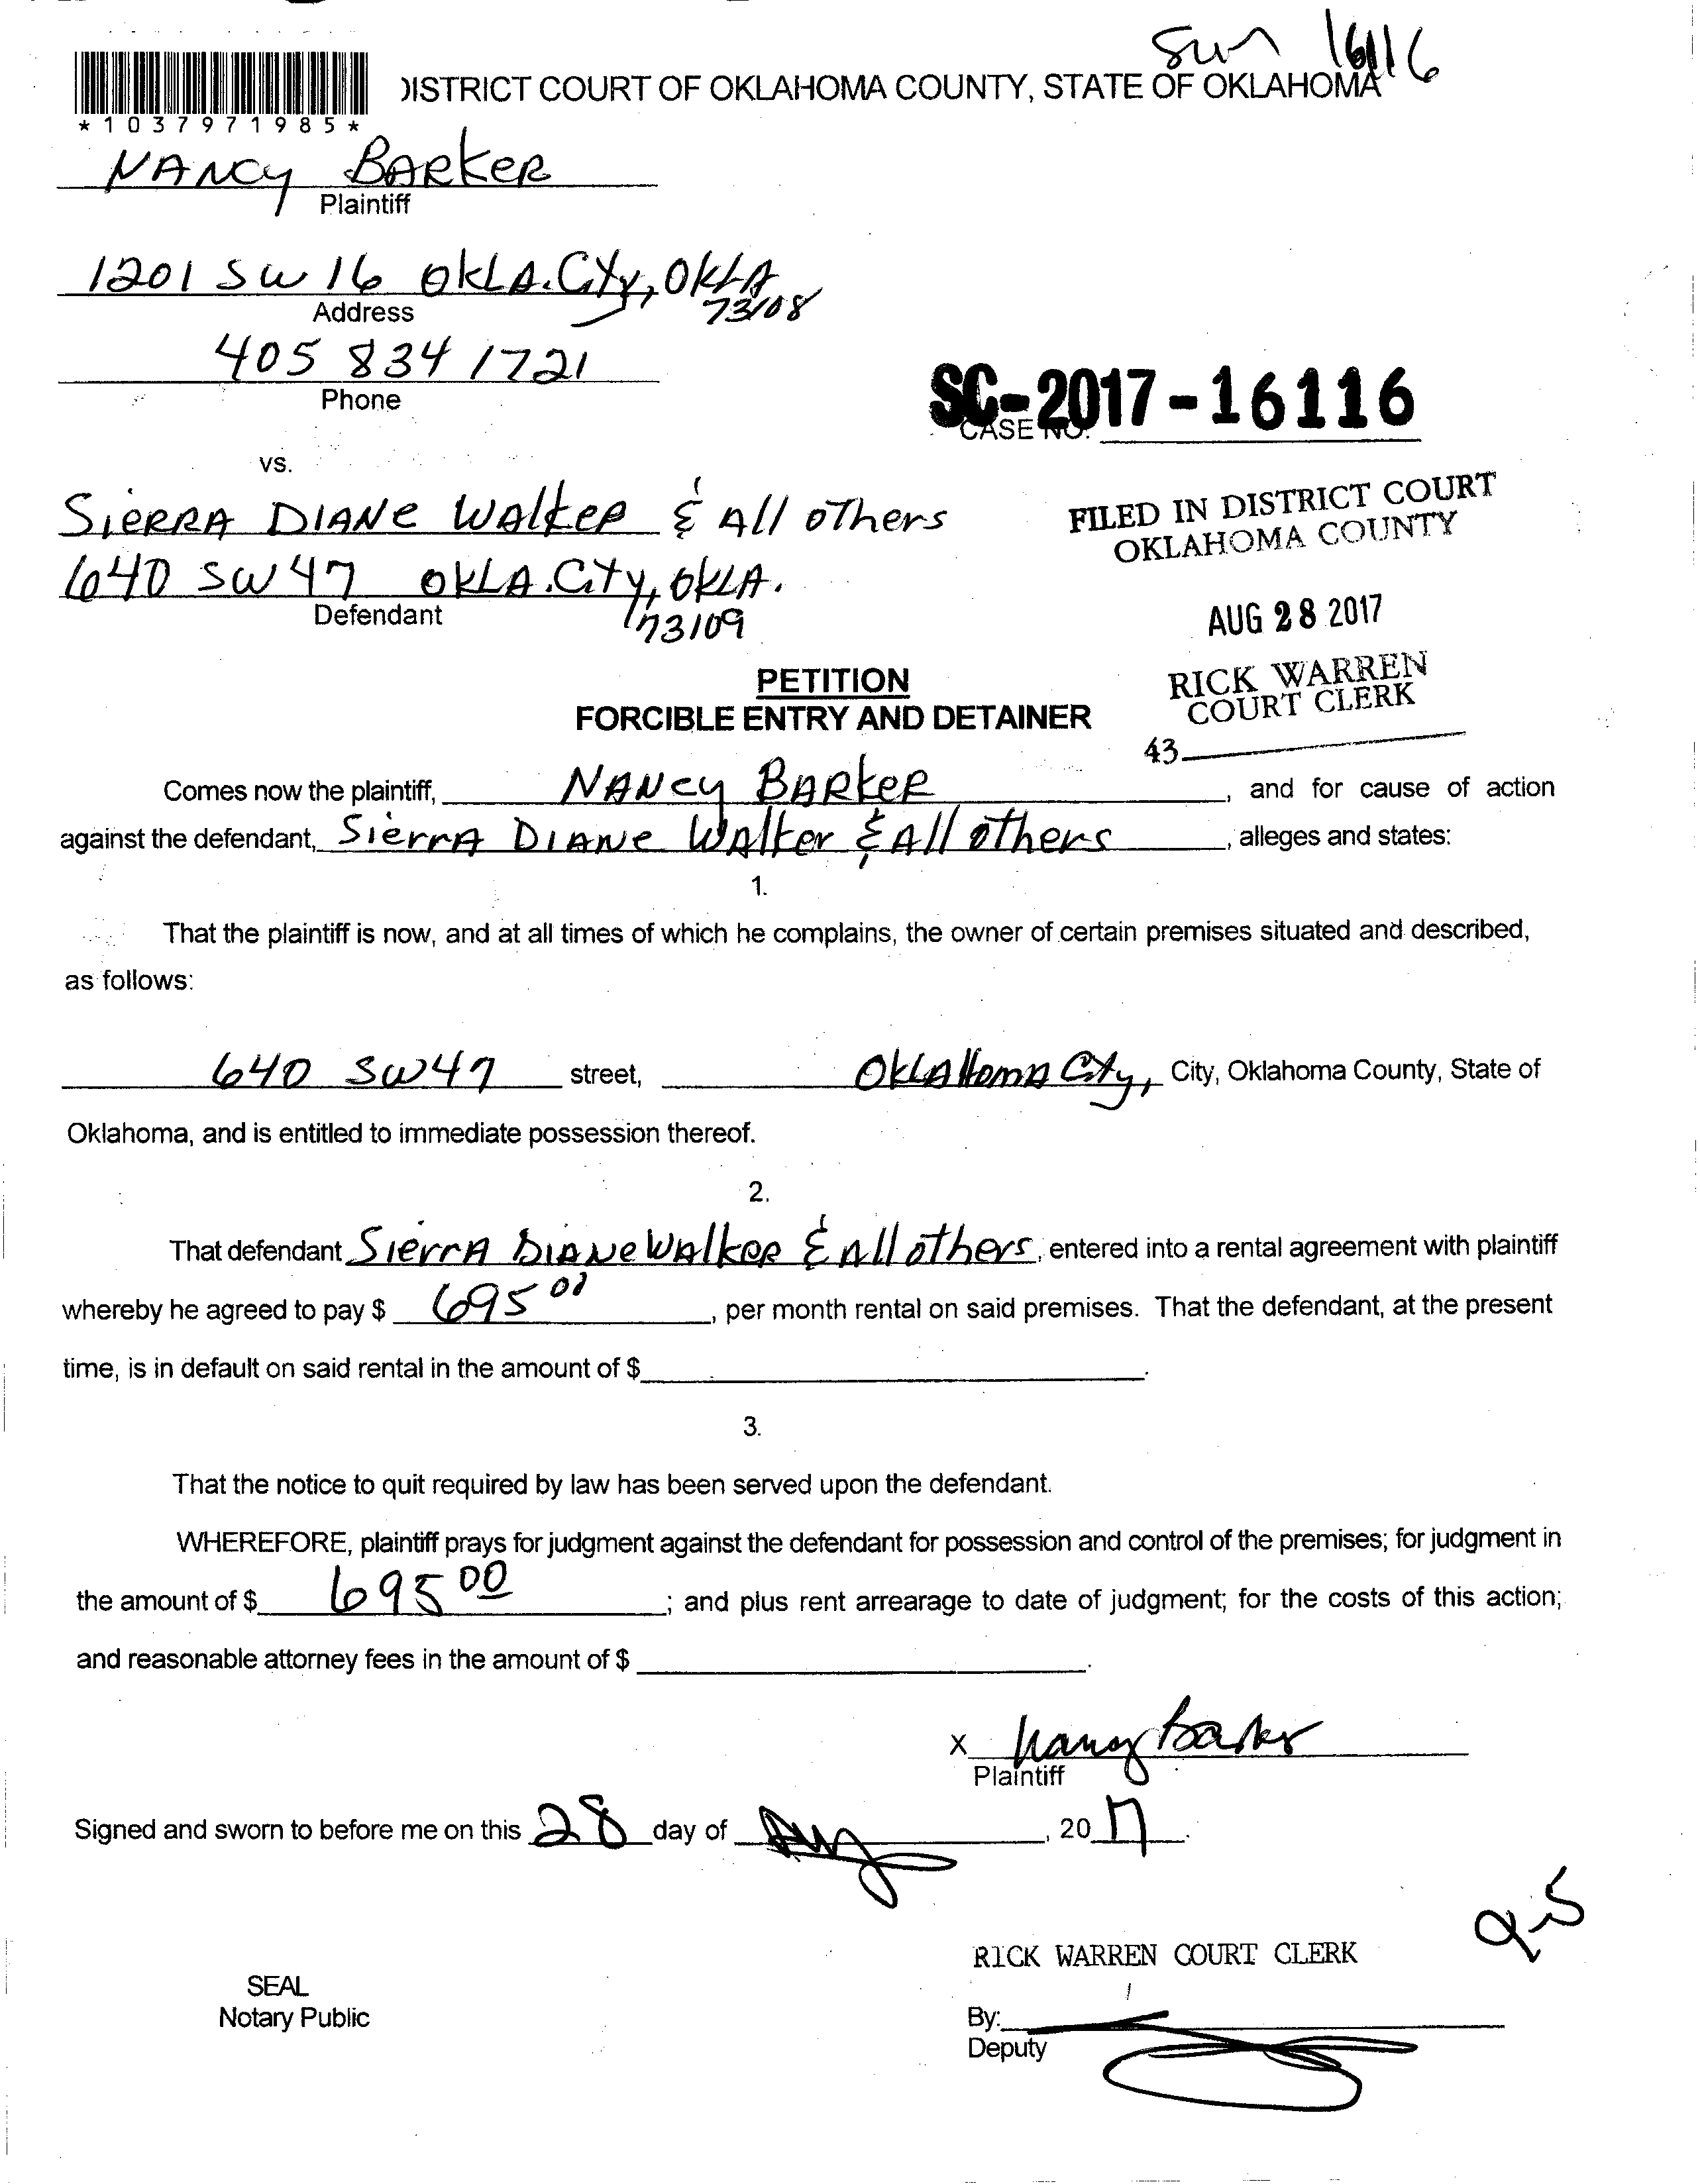 Sun 16116
DISTRICT COURT OF OKLAHOMA COUNTY, STATE OF OKLAHOMA
*1037971985*
NANCY BARKER
Plaintiff
1201 SW 16 OKLA. City, OKLA
73108
Address
405 834 1721
Phone
SC-2017-16116
CASE NO.
vs.
SIERRA DIANE WALKER & All OTHERS
640 SW 47 OKLA. CITY, OKLA.
73109
Defendant
FILED IN DISTRICT COURT
OKLAHOMA COUNTY
AUG 28 2017
RICK WARREN
COURT CLERK
43
PETITION
FORCIBLE ENTRY AND DETAINER
Comes now the plaintiff, NANCY BARKER, and for cause of action
against the defendant, SIERRA DIANE WALKER & All OTHERS, alleges and states:
1.
That the plaintiff is now, and at all times of which he complains, the owner of certain premises situated and described,
as follows:
640 SW 47 street, OKLAHOMA City, City, Oklahoma County, State of
Oklahoma, and is entitled to immediate possession thereof.
2.
That defendant SIERRA DIANE WALKER & All OTHERS, entered into a rental agreement with plaintiff
whereby he agreed to pay $ 695 00, per month rental on said premises. That the defendant, at the present
time, is in default on said rental in the amount of $ .
3.
That the notice to quit required by law has been served upon the defendant.
WHEREFORE, plaintiff prays for judgment against the defendant for possession and control of the premises; for judgment in
the amount of $ 695 00; and plus rent arrearage to date of judgment; for the costs of this action;
and reasonable attorney fees in the amount of $ .
X Nancy Barker
Plaintiff
Signed and sworn to before me on this 28 day of Aug, 2017.
9-5
RICK WARREN COURT CLERK
SEAL
Notary Public
By:
Deputy